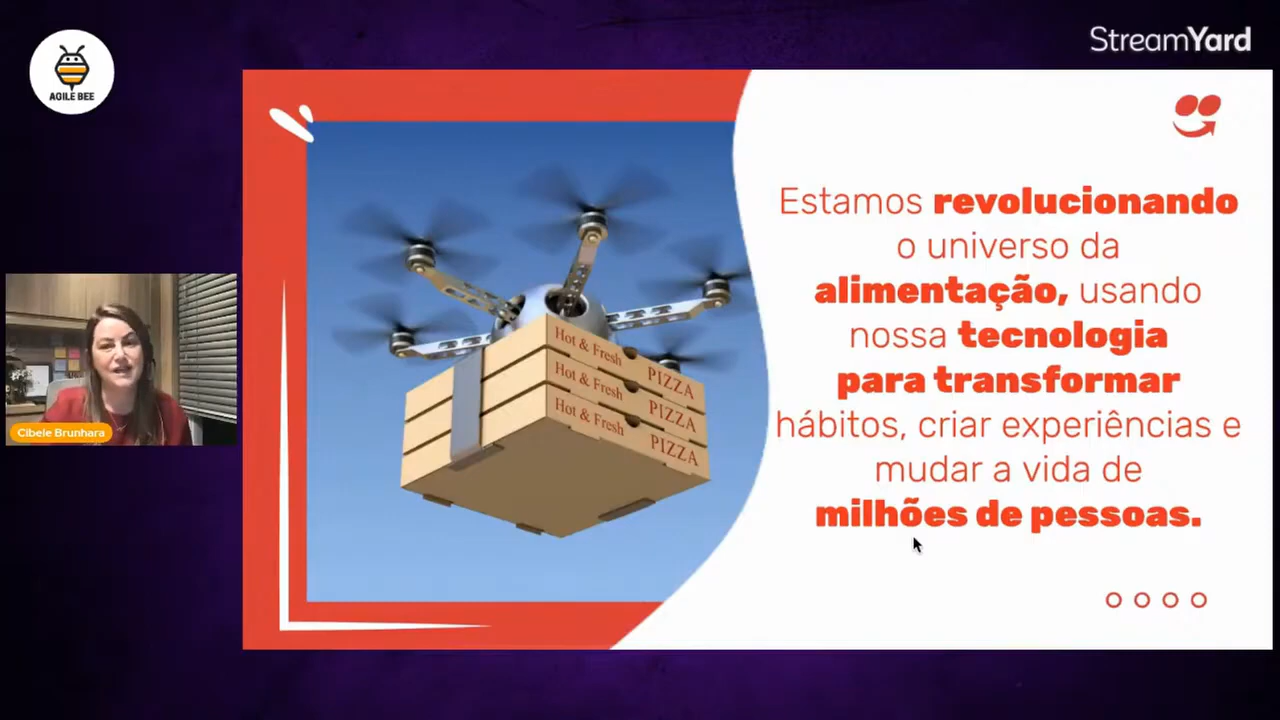 AGILE BEE
StreamYard
Cibele Brunhara
Hot & Fresh PIZZA
Hot & Fresh PIZZA
Hot & Fresh PIZZA
Estamos revolucionando
o universo da
alimentação, usando
nossa tecnologia
para transformar
hábitos, criar experiências e
mudar a vida de
milhões de pessoas.